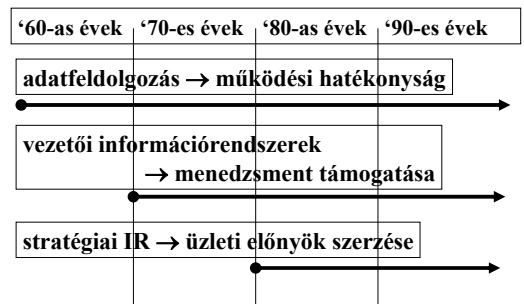 ‘60-as évek ‘70-es évek ‘80-as évek ‘90-es évek
adatfeldolgozás → működési hatékonyság
vezetői információrendszerek
→ menedzsment támogatása
stratégiai IR → üzleti előnyök szerzése